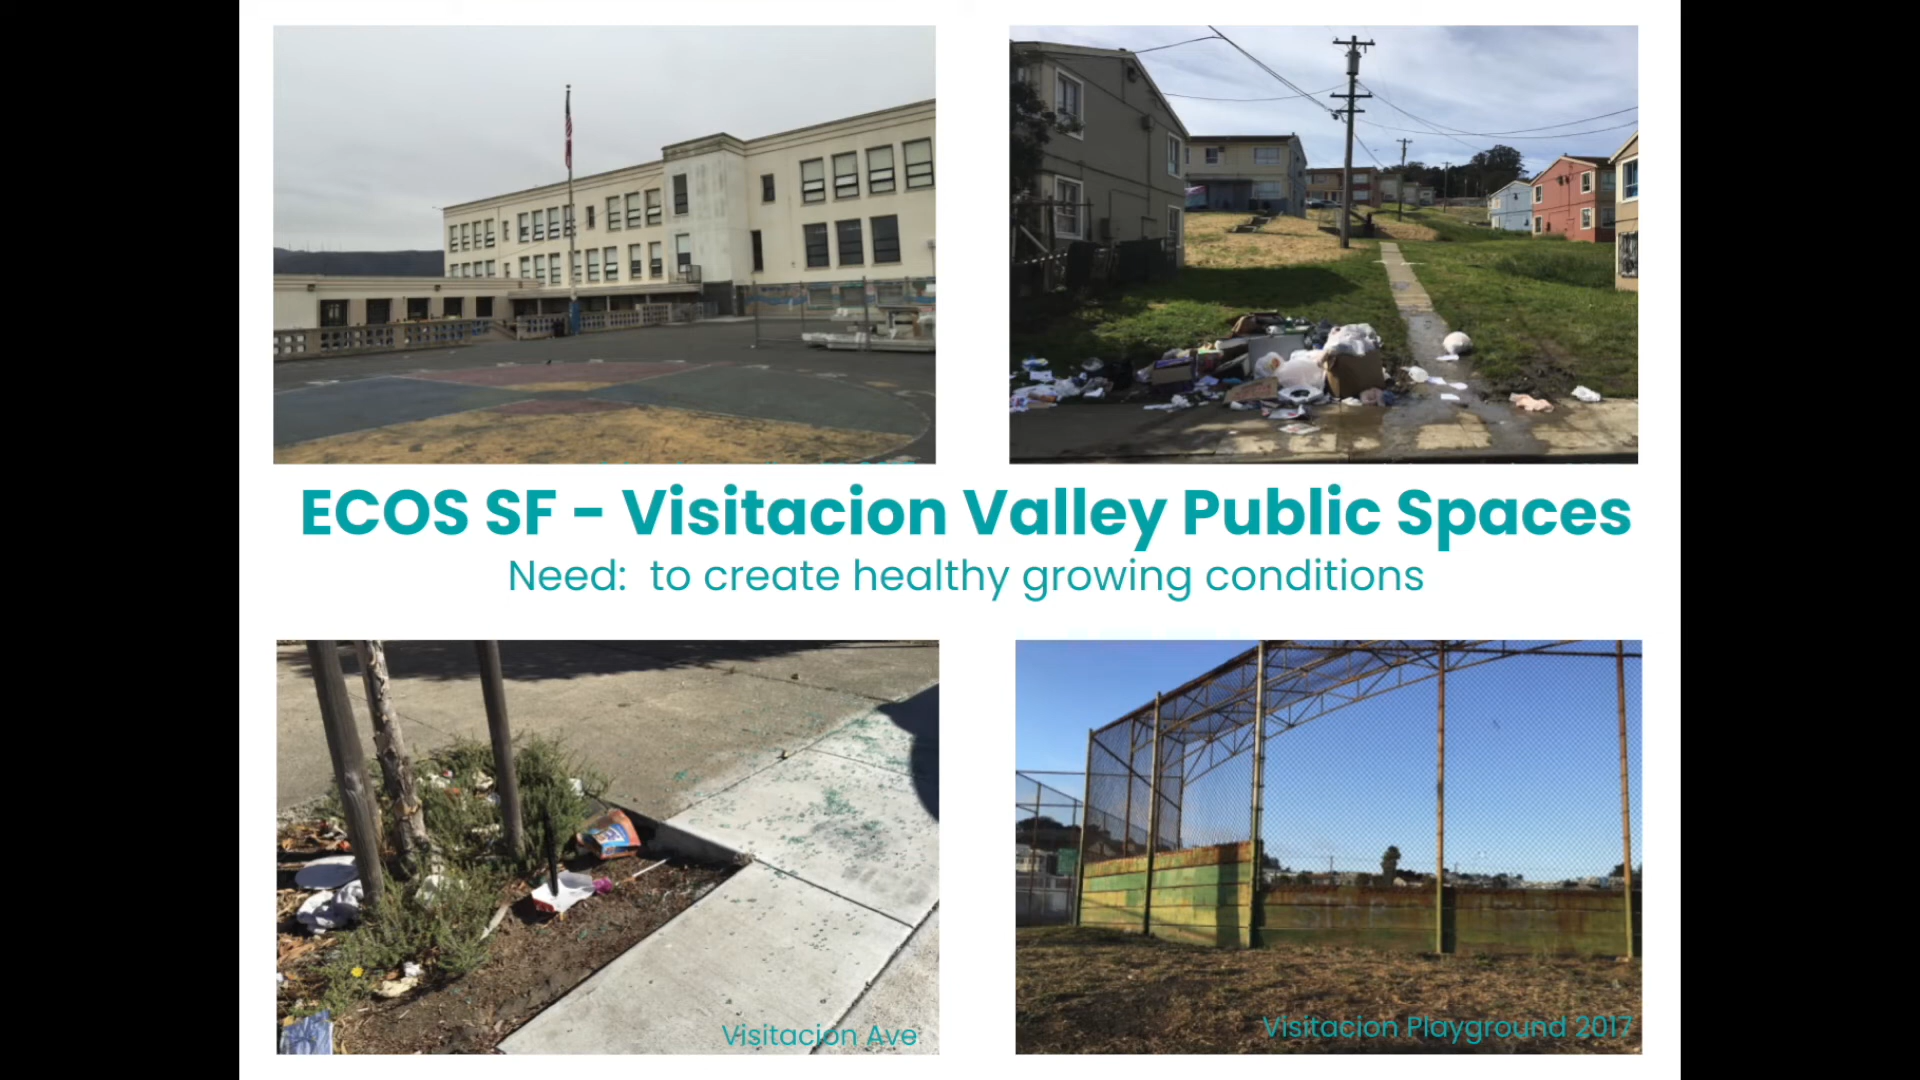 ECOS SF - Visitacion Valley Public Spaces
Need: to create healthy growing conditions
Visitacion Ave
Visitacion Playground 2017